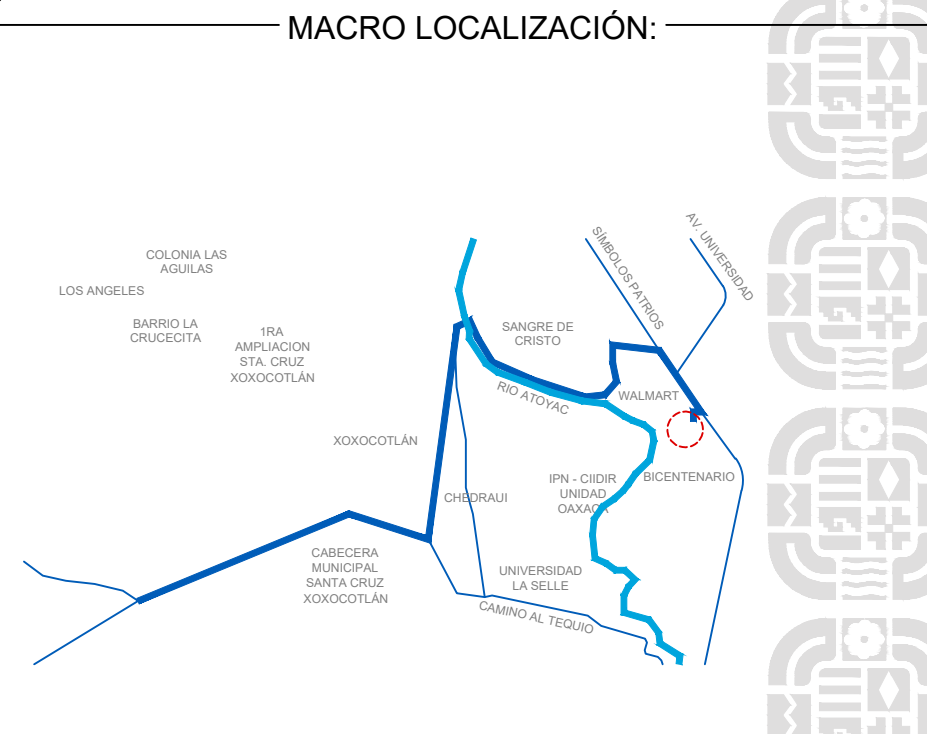 MACRO LOCALIZACIÓN:
SÍMBOLOS PATRIOS
AV. UNIVERSIDAD
COLONIA LAS
AGUILAS
LOS ANGELES
BARRIO LA
CRUCECITA
1RA
AMPLIACION
STA. CRUZ
XOXOCOTLÁN
SANGRE DE
CRISTO
RIO ATOYAC
WALMART
XOXOCOTLÁN
CHEDRAUI
IPN - CIIDIR
UNIDAD
OAXACA
BICENTENARIO
CABECERA
MUNICIPAL
SANTA CRUZ
XOXOCOTLÁN
UNIVERSIDAD
LA SELLE
CAMINO AL TEQUIO